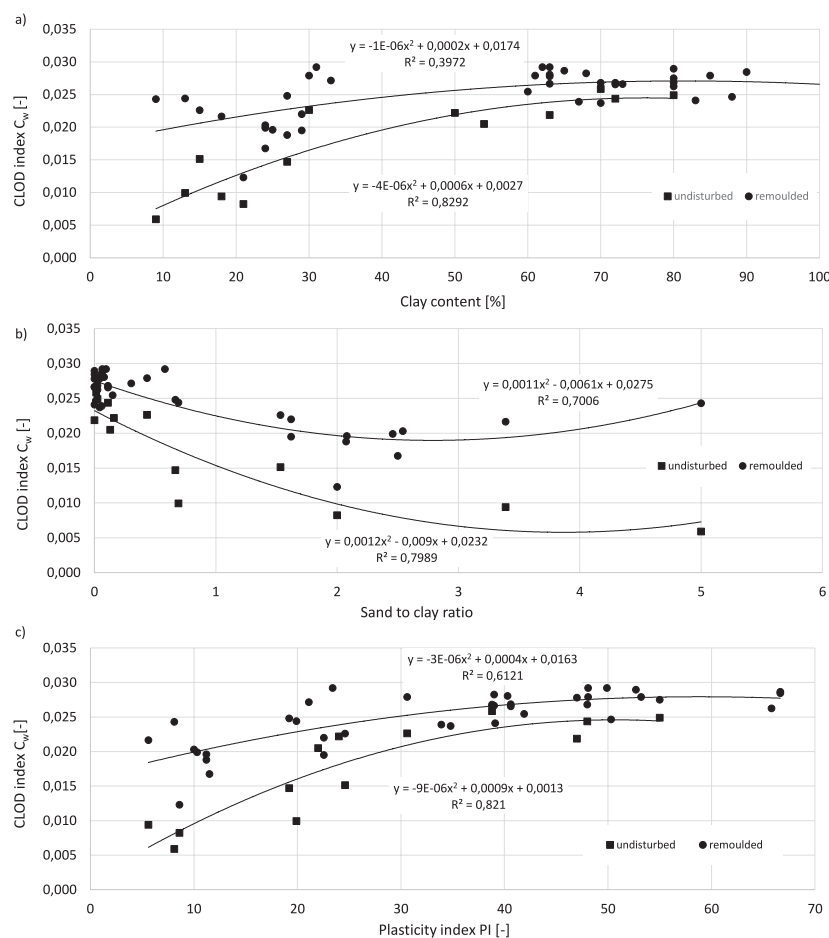 a)
0,035
0,030
0,025
0,020
0,015
0,010
0,005
0,000
CLOD index Cw [-]
y = -1E-06x² + 0,0002x + 0,0174
R² = 0,3972
y = -4E-06x² + 0,0006x + 0,0027
R² = 0,8292
undisturbed remoulded
0 10 20 30 40 50 60 70 80 90 100
Clay content [%]
b)
0,035
0,030
0,025
0,020
0,015
0,010
0,005
0,000
CLOD index Cw [-]
y = 0,0011x² - 0,0061x + 0,0275
R² = 0,7006
undisturbed remoulded
y = 0,0012x² - 0,009x + 0,0232
R² = 0,7989
0 1 2 3 4 5 6
Sand to clay ratio
c)
0,035
0,030
0,025
0,020
0,015
0,010
0,005
0,000
CLOD index Cw[-]
y = -3E-06x² + 0,0004x + 0,0163
R² = 0,6121
y = -9E-06x² + 0,0009x + 0,0013
R² = 0,821
undisturbed remoulded
0 10 20 30 40 50 60 70
Plasticity index PI [-]